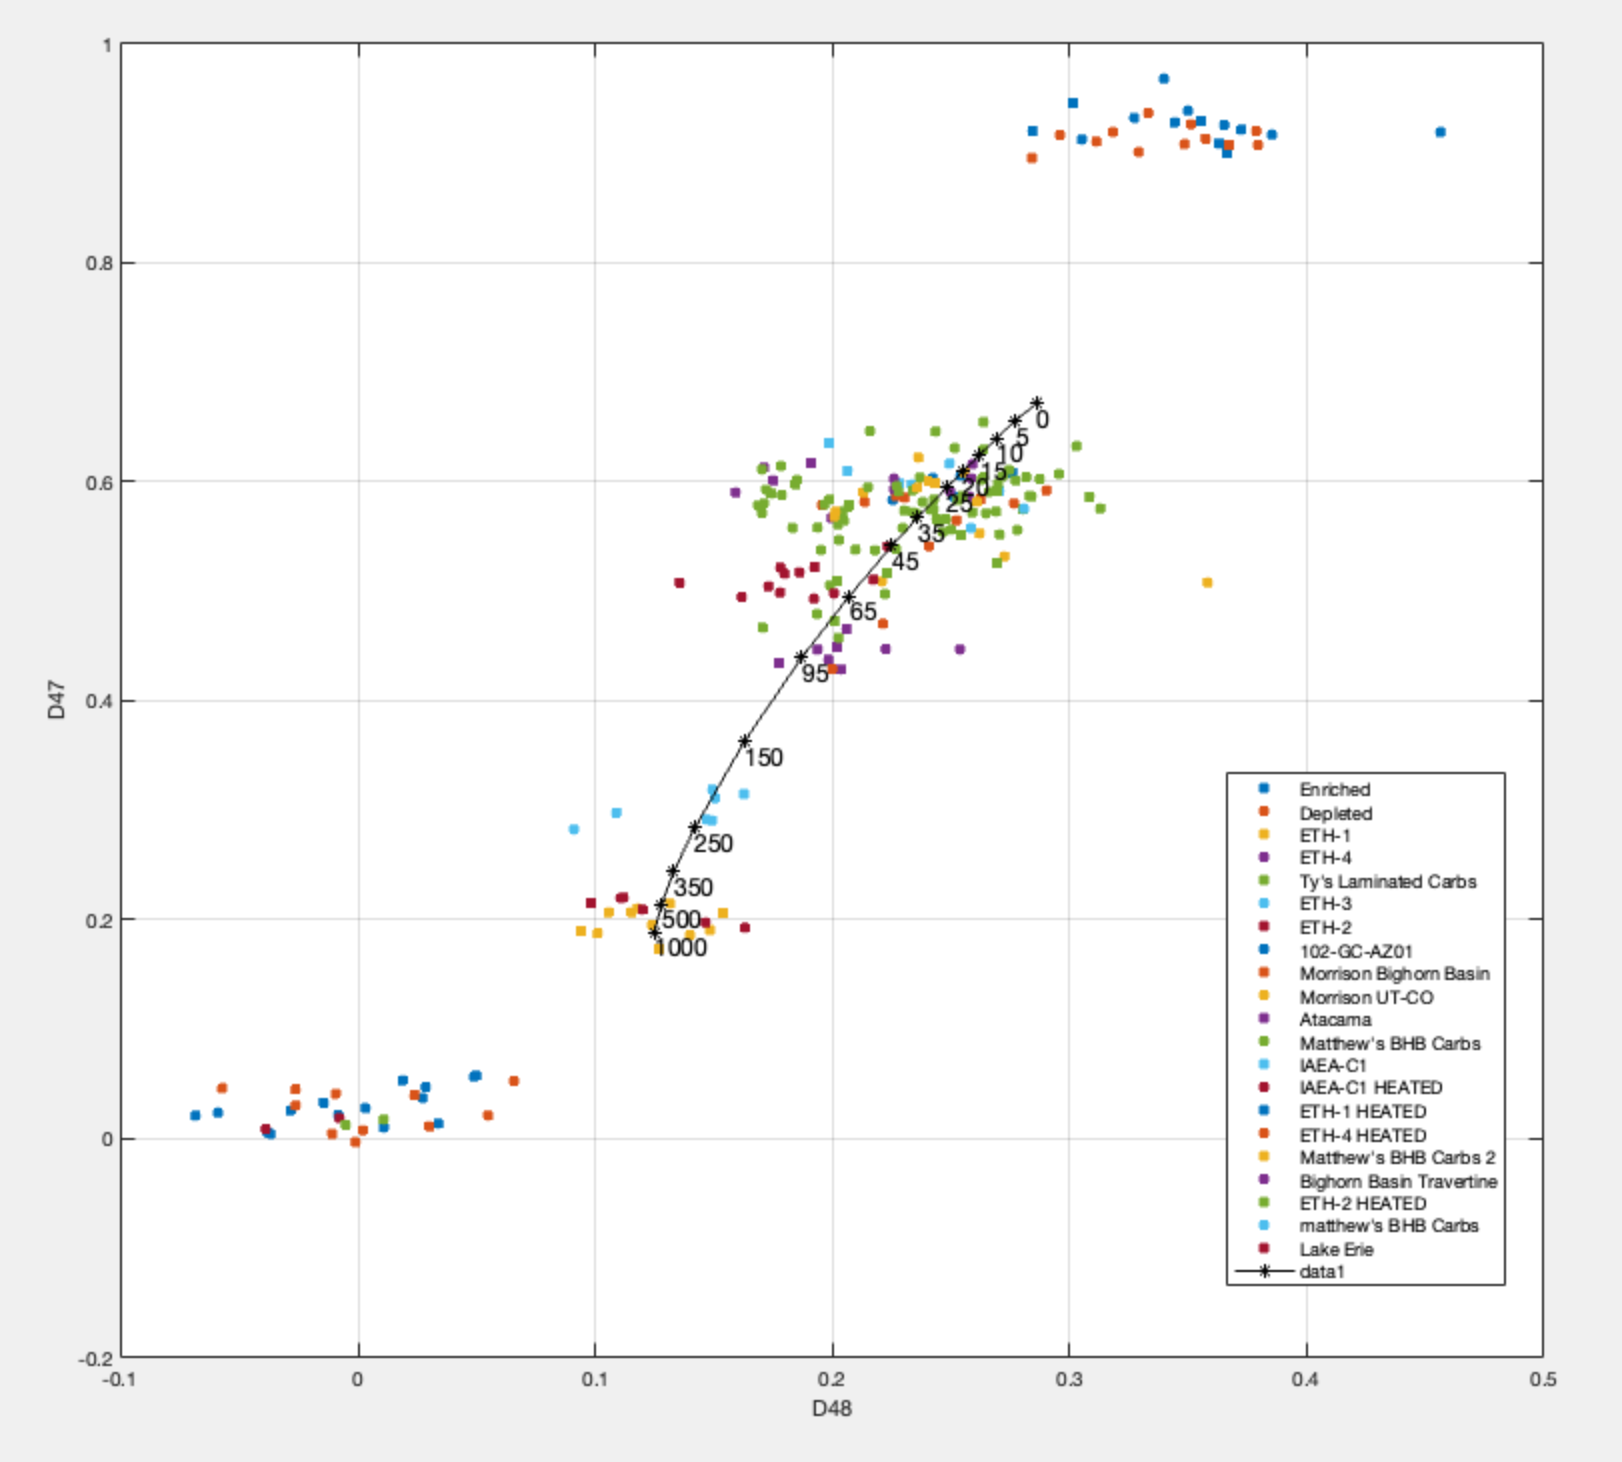 1
0.8
0.6
0.4
0.2
0
-0.2
D47
0
5
10
15
20
25
35
45
65
95
150
250
350
500
1000
Enriched
Depleted
ETH-1
ETH-4
Ty's Laminated Carbs
ETH-3
ETH-2
102-GC-AZ01
Morrison Bighorn Basin
Morrison UT-CO
Atacama
Matthew's BHB Carbs
IAEA-C1
IAEA-C1 HEATED
ETH-1 HEATED
ETH-4 HEATED
Matthew's BHB Carbs 2
Bighorn Basin Travertine
ETH-2 HEATED
matthew's BHB Carbs
Lake Erie
data1
-0.1 0 0.1 0.2 0.3 0.4 0.5
D48